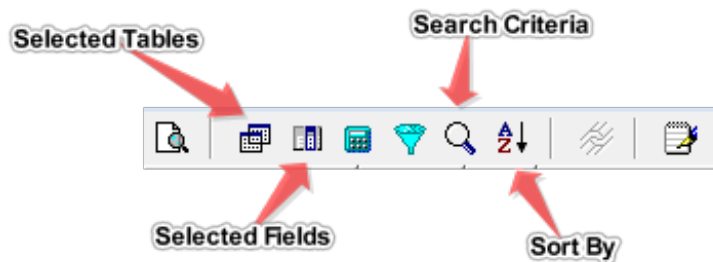 Search Criteria
Selected Tables
A
Z
Selected Fields
Sort By